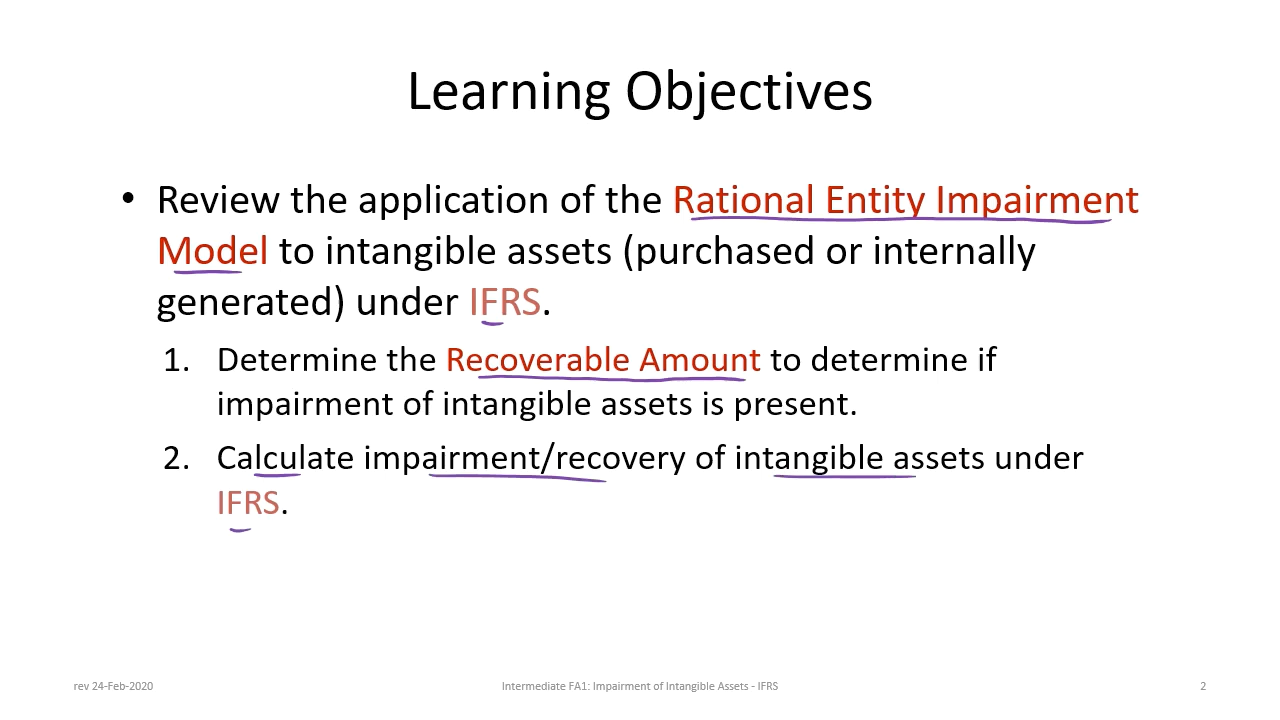 Learning Objectives
• Review the application of the Rational Entity Impairment
Model to intangible assets (purchased or internally
generated) under IFRS.
1. Determine the Recoverable Amount to determine if
impairment of intangible assets is present.
2. Calculate impairment/recovery of intangible assets under
IFRS.
rev 24-Feb-2020
Intermediate FA1: Impairment of Intangible Assets - IFRS
2